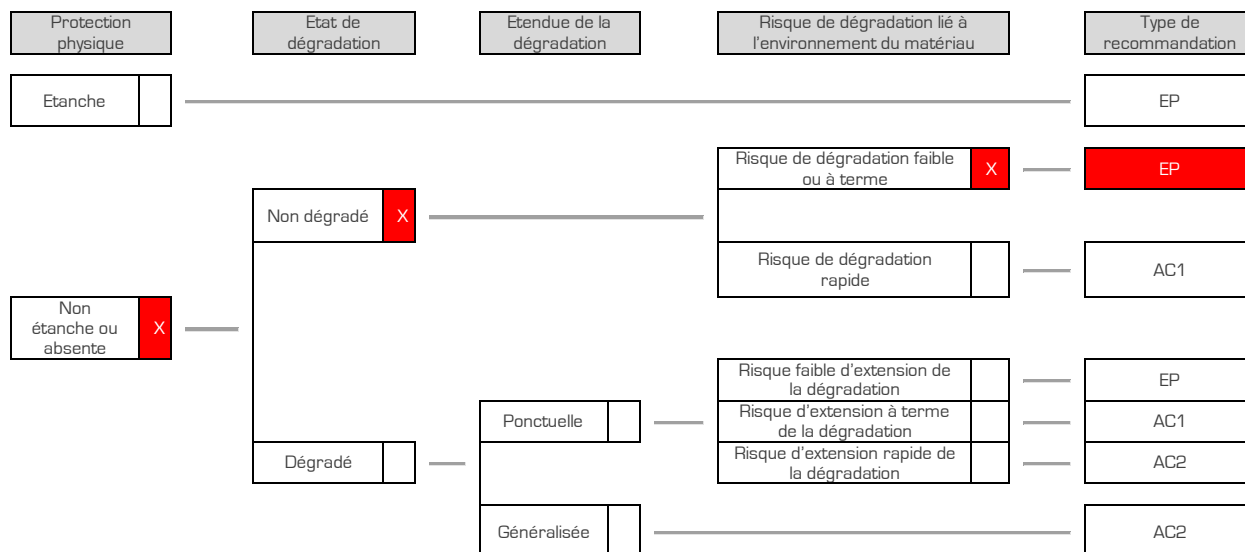 Protection
physique
Etat de
dégradation
Etendue de la
dégradation
Risque de dégradation lié à
l'environnement du matériau
Type de
recommandation
Etanche
EP
Risque de dégradation faible
ou à terme
X
EP
Non dégradé
X
Risque de dégradation
rapide
AC1
Non
étanche ou
absente
X
Risque faible d'extension de
la dégradation
EP
Ponctuelle
Risque d'extension à terme
de la dégradation
AC1
Dégradé
Risque d'extension rapide de
la dégradation
AC2
Généralisée
AC2